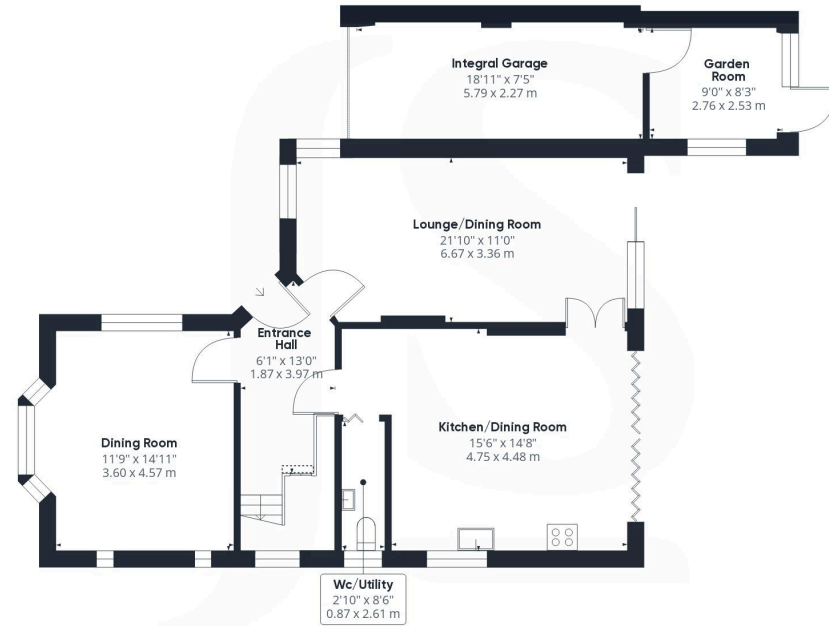 Integral Garage
18'11" x 7'5"
5.79 x 2.27 m
Garden
Room
9'0" x 8'3"
2.76 x 2.53 m
Lounge/Dining Room
21'10" x 11'0"
6.67 x 3.36 m
Entrance
Hall
6'1" x 13'0"
1.87 x 3.97 m
Dining Room
11'9" x 14'11"
3.60 x 4.57 m
Kitchen/Dining Room
15'6" x 14'8"
4.75 x 4.48 m
Wc/Utility
2'10" x 8'6"
0.87 x 2.61 m